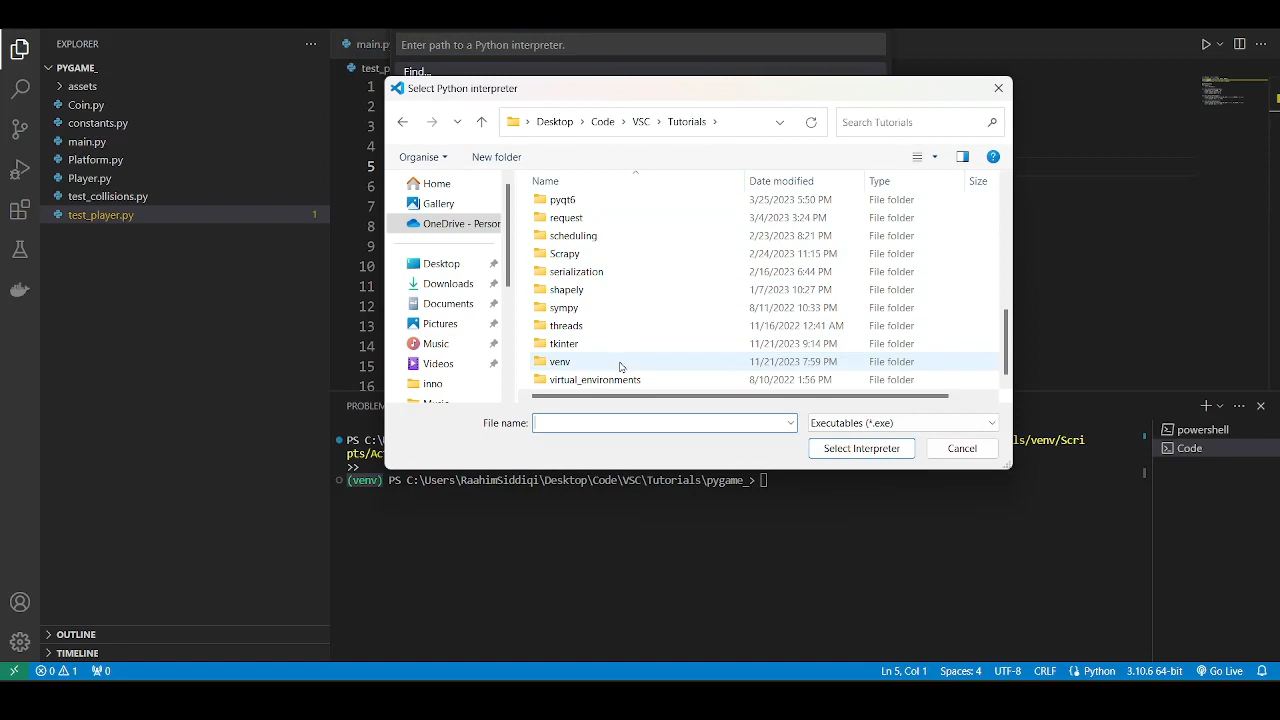 EXPLORER
PYGAME_
assets
Coin.py
constants.py
main.py
Platform.py
Player.py
test_collisions.py
test_player.py 1
OUTLINE
TIMELINE
main.p
Enter path to a Python interpreter.
test_p
Find...
1
2
3
4
5
6
7
8
9
10
11
12
13
14
15
16
Select Python interpreter
Desktop > Code > VSC > Tutorials >
Search Tutorials
Organise New folder
Home
Gallery
OneDrive - Person
Desktop
Downloads
Documents
Pictures
Music
Videos
inno
Name Date modified Type Size
pyqt6 3/25/2023 5:50 PM File folder
request 3/4/2023 3:24 PM File folder
scheduling 2/23/2023 8:21 PM File folder
Scrapy 2/24/2023 11:15 PM File folder
serialization 2/16/2023 6:44 PM File folder
shapely 1/7/2023 10:27 PM File folder
sympy 8/11/2022 10:33 PM File folder
threads 11/16/2022 12:41 AM File folder
tkinter 11/21/2023 9:14 PM File folder
venv 11/21/2023 7:59 PM File folder
virtual_environments 8/10/2022 1:56 PM File folder
File name: Executables (*.exe)
Select Interpreter Cancel
PROBLEM
PS C:\U ls/venv/Scri
pts/Ac
>>
(venv) PS C:\Users\RaahimSiddiqi\Desktop\Code\VSC\Tutorials\pygame_>
powershell
Code
0 1 0 Ln 5, Col 1 Spaces: 4 UTF-8 CRLF Python 3.10.6 64-bit Go Live